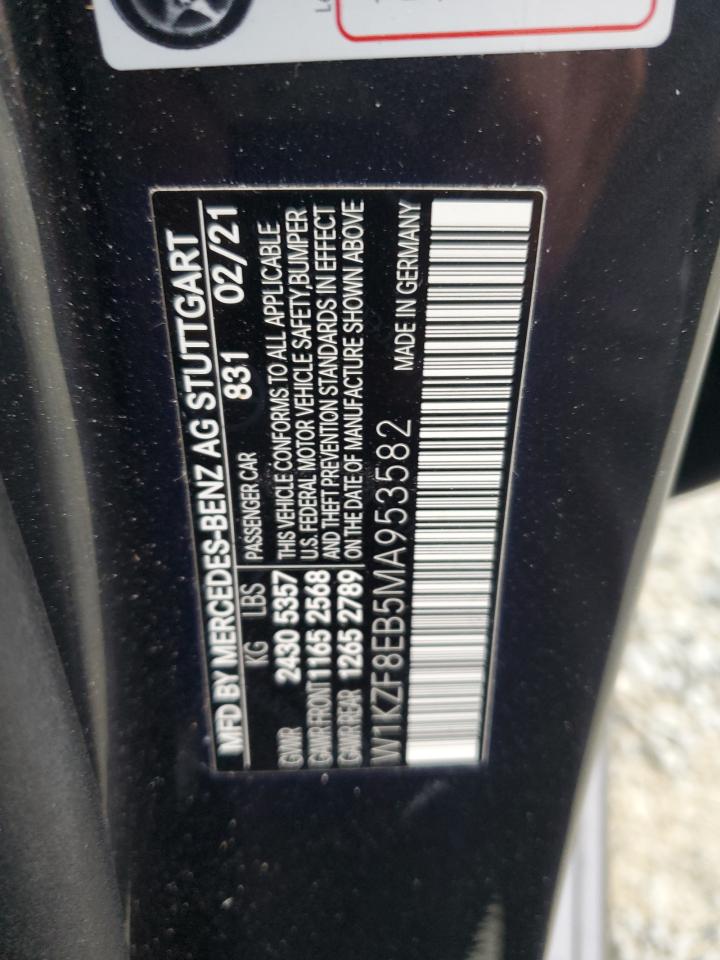 MFD BY MERCEDES-BENZ AG STUTTGART
KG LBS PASSENGER CAR 831 02/21
GVWR 2430 5357
GAWR FRONT 1165 2568
GAWR REAR 1265 2789
THIS VEHICLE CONFORMS TO ALL APPLICABLE
U.S. FEDERAL MOTOR VEHICLE SAFETY,BUMPER
AND THEFT PREVENTION STANDARDS IN EFFECT
ON THE DATE OF MANUFACTURE SHOWN ABOVE
W1KZF8EB5MA953582 MADE IN GERMANY